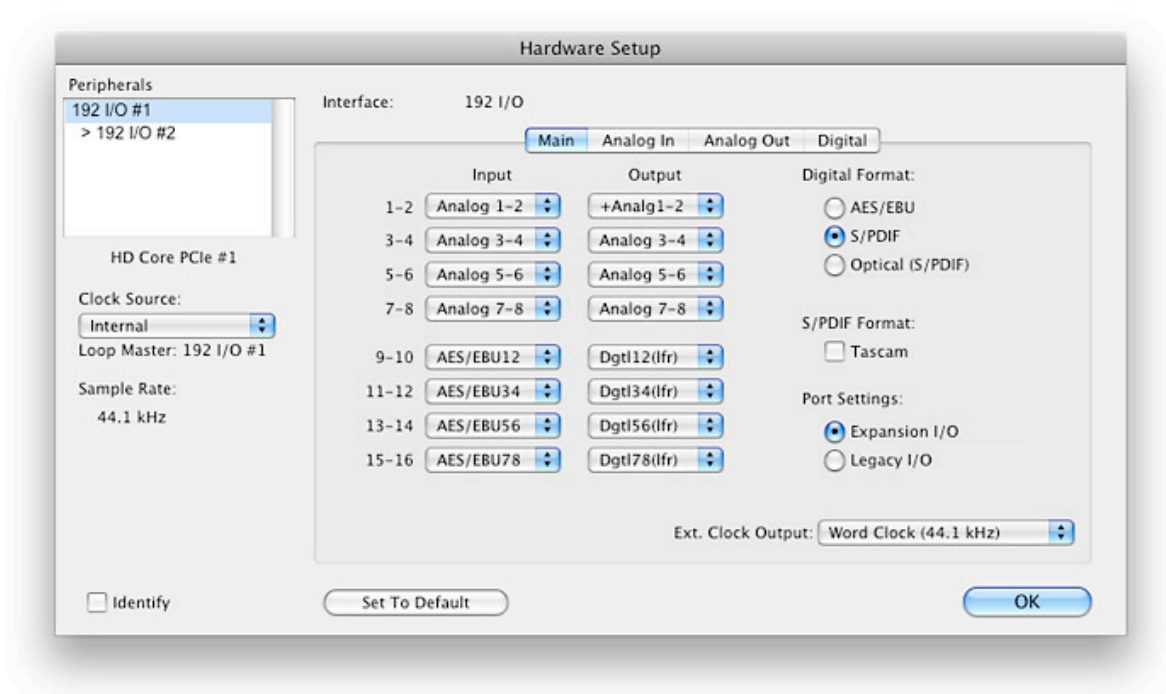 Hardware Setup
Peripherals
192 I/O #1
> 192 I/O #2
HD Core PCIe #1
Clock Source:
Internal
Loop Master: 192 I/O #1
Sample Rate:
44.1 kHz
Identify
Interface: 192 I/O
Main Analog In Analog Out Digital
Input Output
1-2 Analog 1-2 +Analg1-2
3-4 Analog 3-4 Analog 3-4
5-6 Analog 5-6 Analog 5-6
7-8 Analog 7-8 Analog 7-8
9-10 AES/EBU12 Dgtl12(lfr)
11-12 AES/EBU34 Dgtl34(lfr)
13-14 AES/EBU56 Dgtl56(lfr)
15-16 AES/EBU78 Dgtl78(lfr)
Digital Format:
AES/EBU
S/PDIF
Optical (S/PDIF)
S/PDIF Format:
Tascam
Port Settings:
Expansion I/O
Legacy I/O
Ext. Clock Output: Word Clock (44.1 kHz)
Set To Default
OK